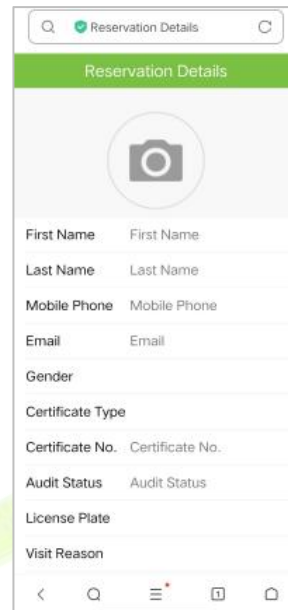 Reservation Details
Reservation Details
First Name First Name
Last Name Last Name
Mobile Phone Mobile Phone
Email Email
Gender
Certificate Type
Certificate No. Certificate No.
Audit Status Audit Status
License Plate
Visit Reason
1